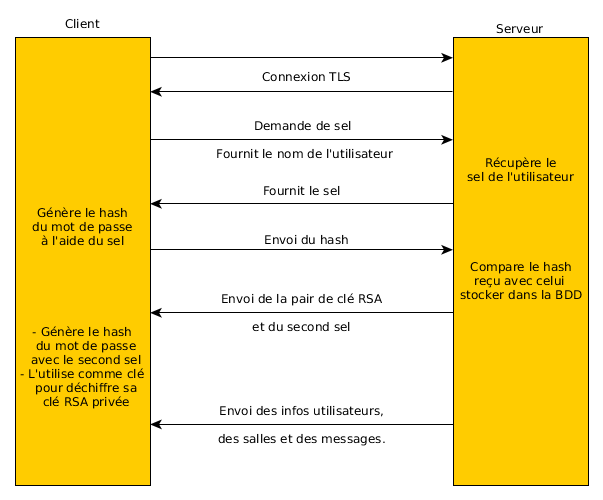 Client
Serveur
Connexion TLS
Demande de sel
Fournit le nom de l'utilisateur
Récupère le
sel de l'utilisateur
Fournit le sel
Génère le hash
du mot de passe
à l'aide du sel
Envoi du hash
Compare le hash
reçu avec celui
stocker dans la BDD
Envoi de la pair de clé RSA
et du second sel
- Génère le hash
du mot de passe
avec le second sel
- L'utilise comme clé
pour déchiffre sa
clé RSA privée
Envoi des infos utilisateurs,
des salles et des messages.